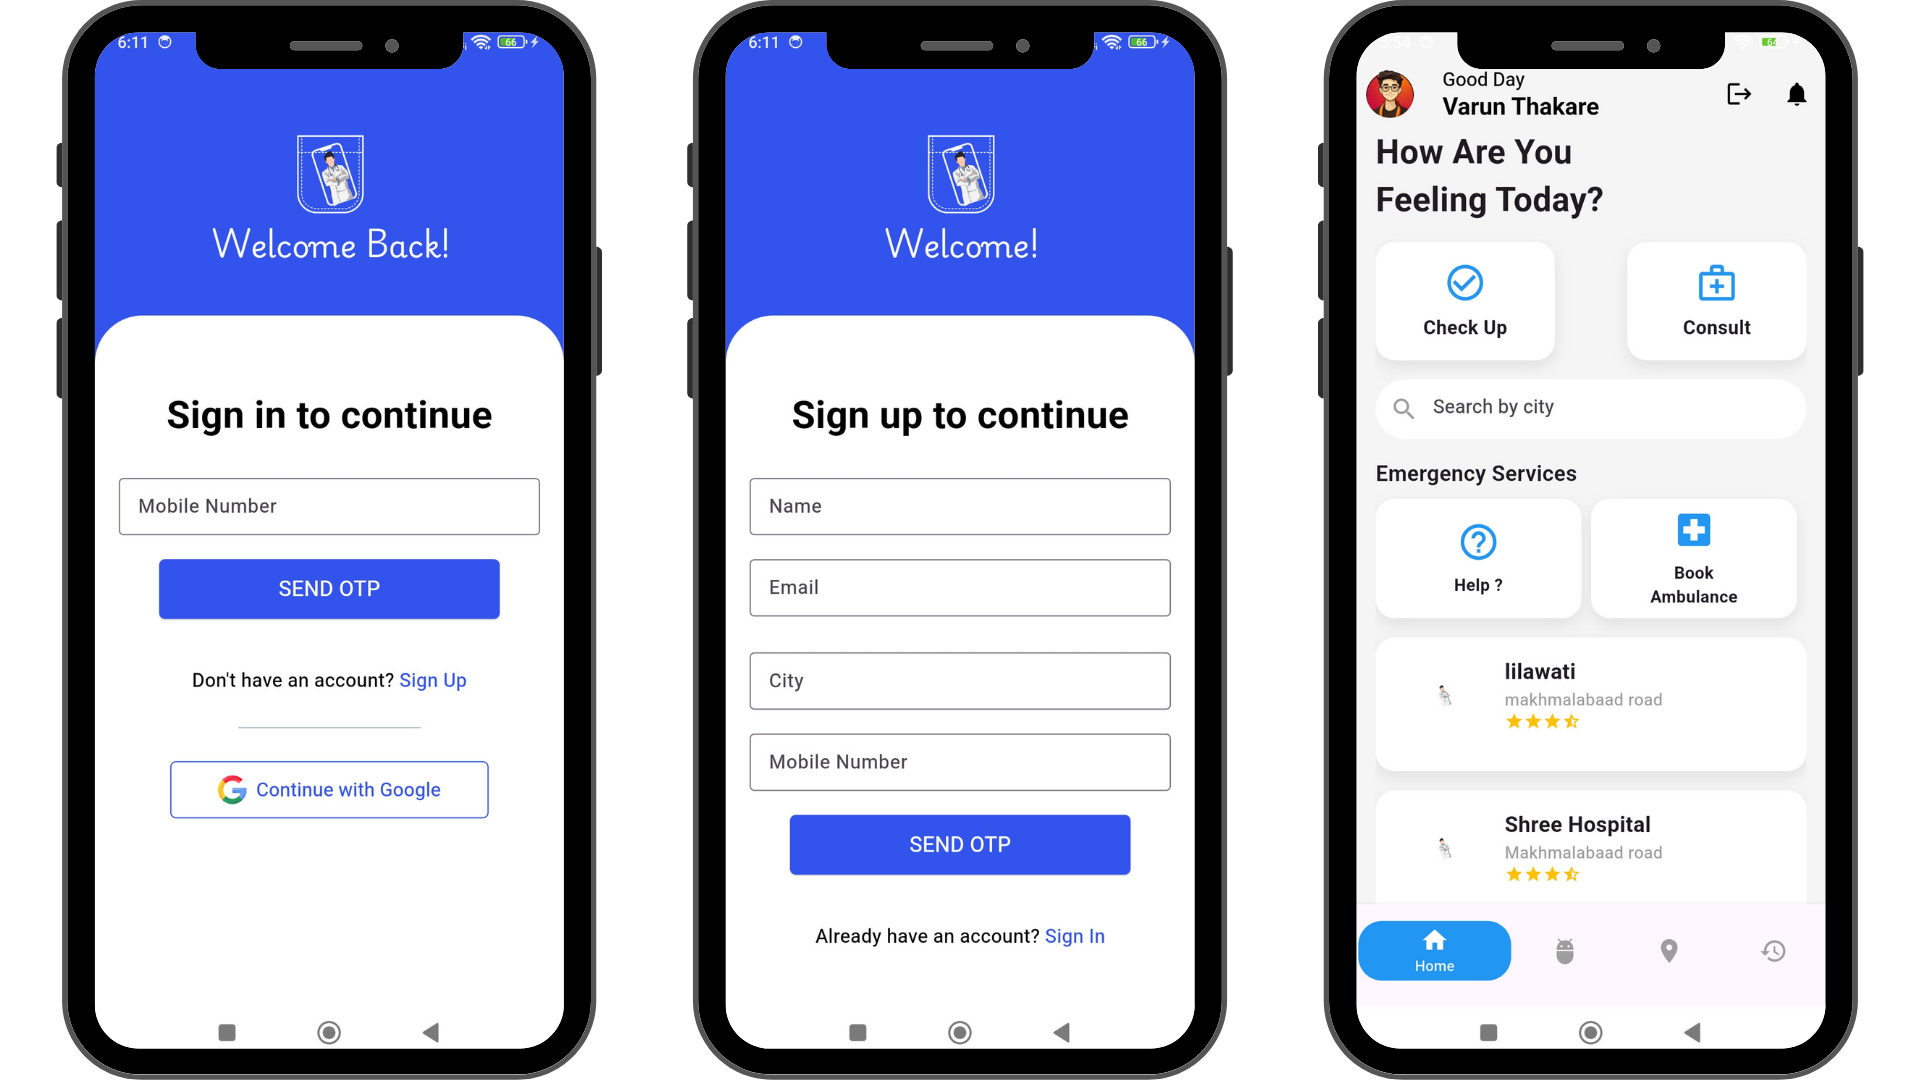 6:11
66
Welcome Back!
Sign in to continue
Mobile Number
SEND OTP
Don't have an account? Sign Up
Continue with Google
6:11
66
Welcome!
Sign up to continue
Name
Email
City
Mobile Number
SEND OTP
Already have an account? Sign In
Good Day
Varun Thakare
How Are You
Feeling Today?
Check Up
Consult
Search by city
Emergency Services
Help ?
Book
Ambulance
lilawati
makhmalabaad road
Shree Hospital
Makhmalabaad road
Home